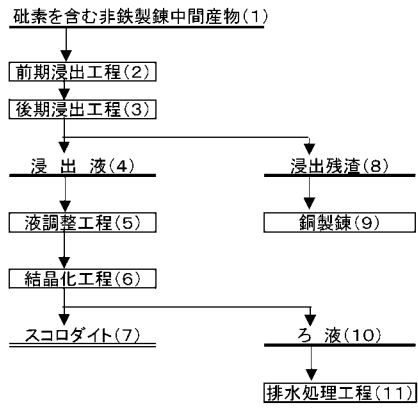 砒素を含む非鉄製錬中間産物(1)
前期浸出工程(2)
後期浸出工程(3)
浸 出 液(4)
浸出残渣(8)
液調整工程(5)
銅製錬(9)
結晶化工程(6)
スコロダイト(7)
ろ 液(10)
排水処理工程(11)